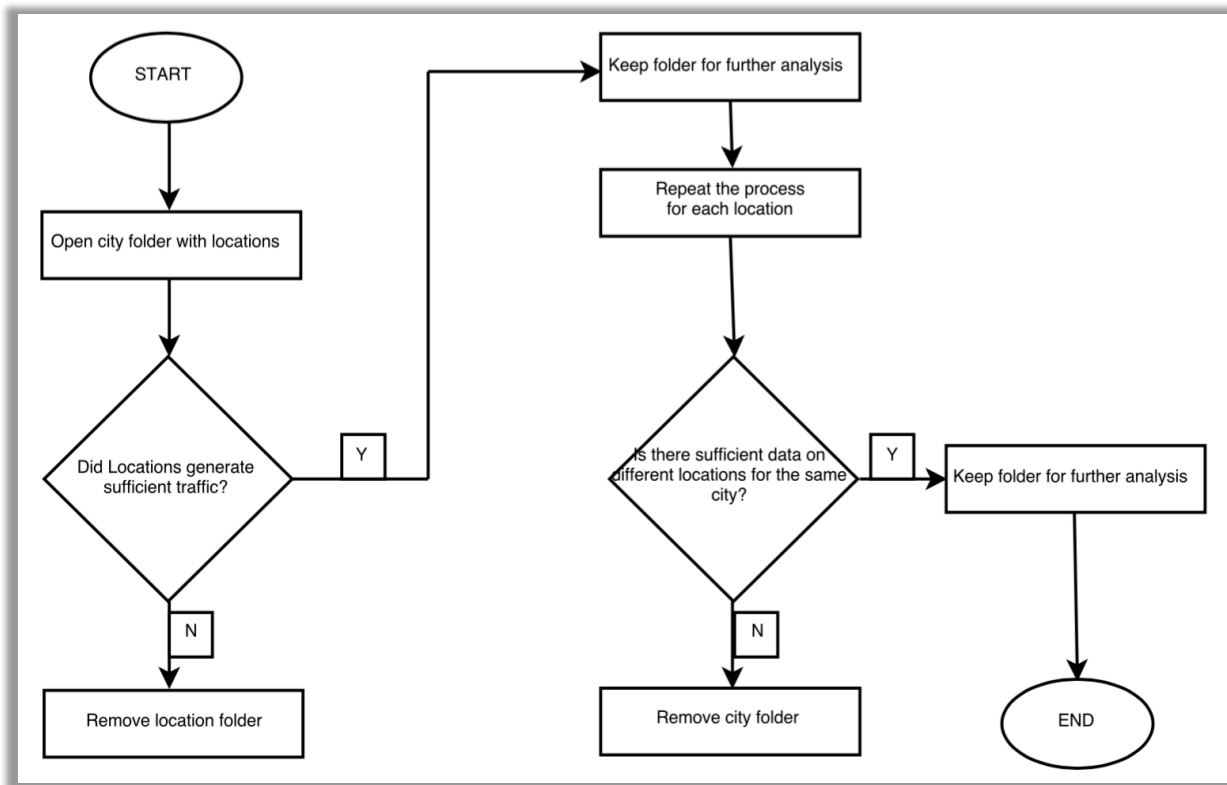 START
Open city folder with locations
Did Locations generate
sufficient traffic?
Y
N
Remove location folder
Keep folder for further analysis
Repeat the process
for each location
Is there sufficient data on
different locations for the same
city?
Y
N
Remove city folder
Keep folder for further analysis
END